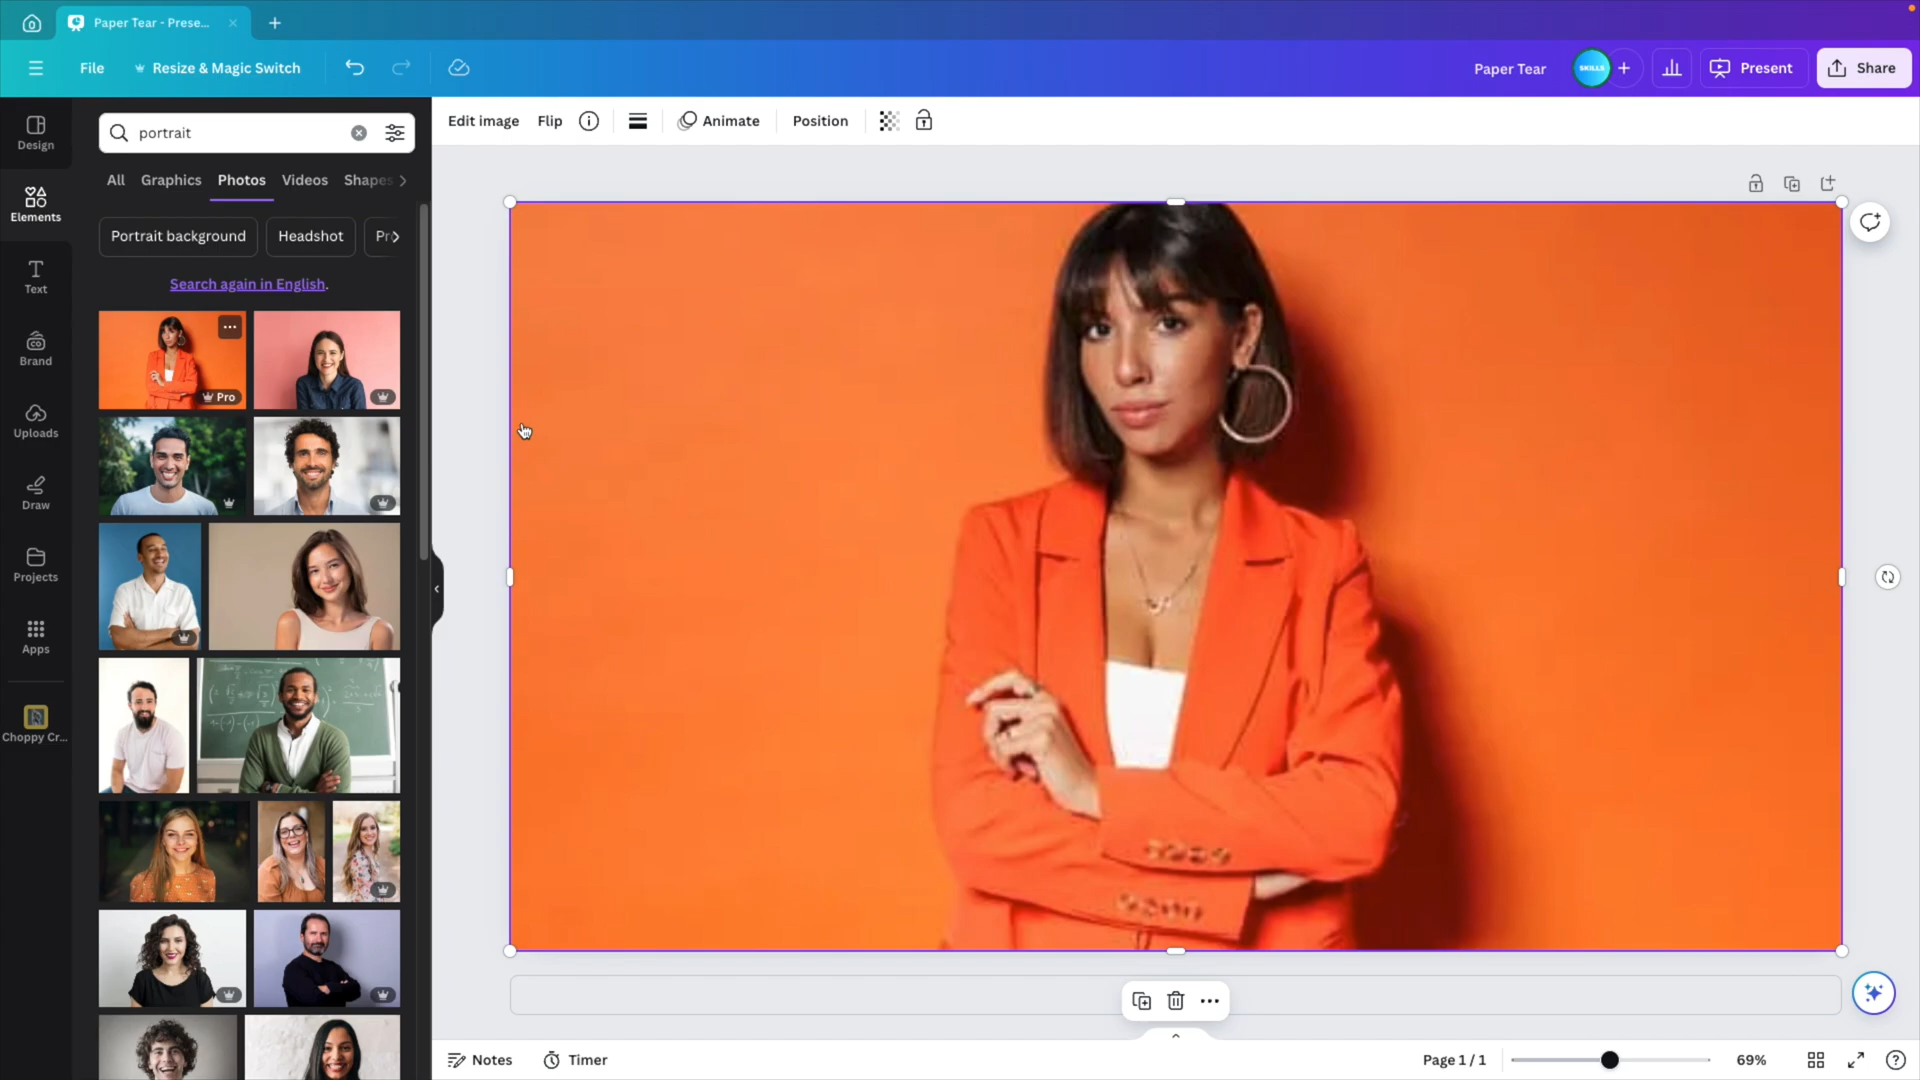 Paper Tear - Prese...
File
Resize & Magic Switch
Paper Tear
SKILLS
Present
Share
Design
Elements
Text
Brand
Uploads
Draw
Projects
Apps
Choppy Cr...
portrait
All
Graphics
Photos
Videos
Shapes
Portrait background
Headshot
Pr
Search again in English.
Pro
Edit image
Flip
Animate
Position
Notes
Timer
Page 1 / 1
69%